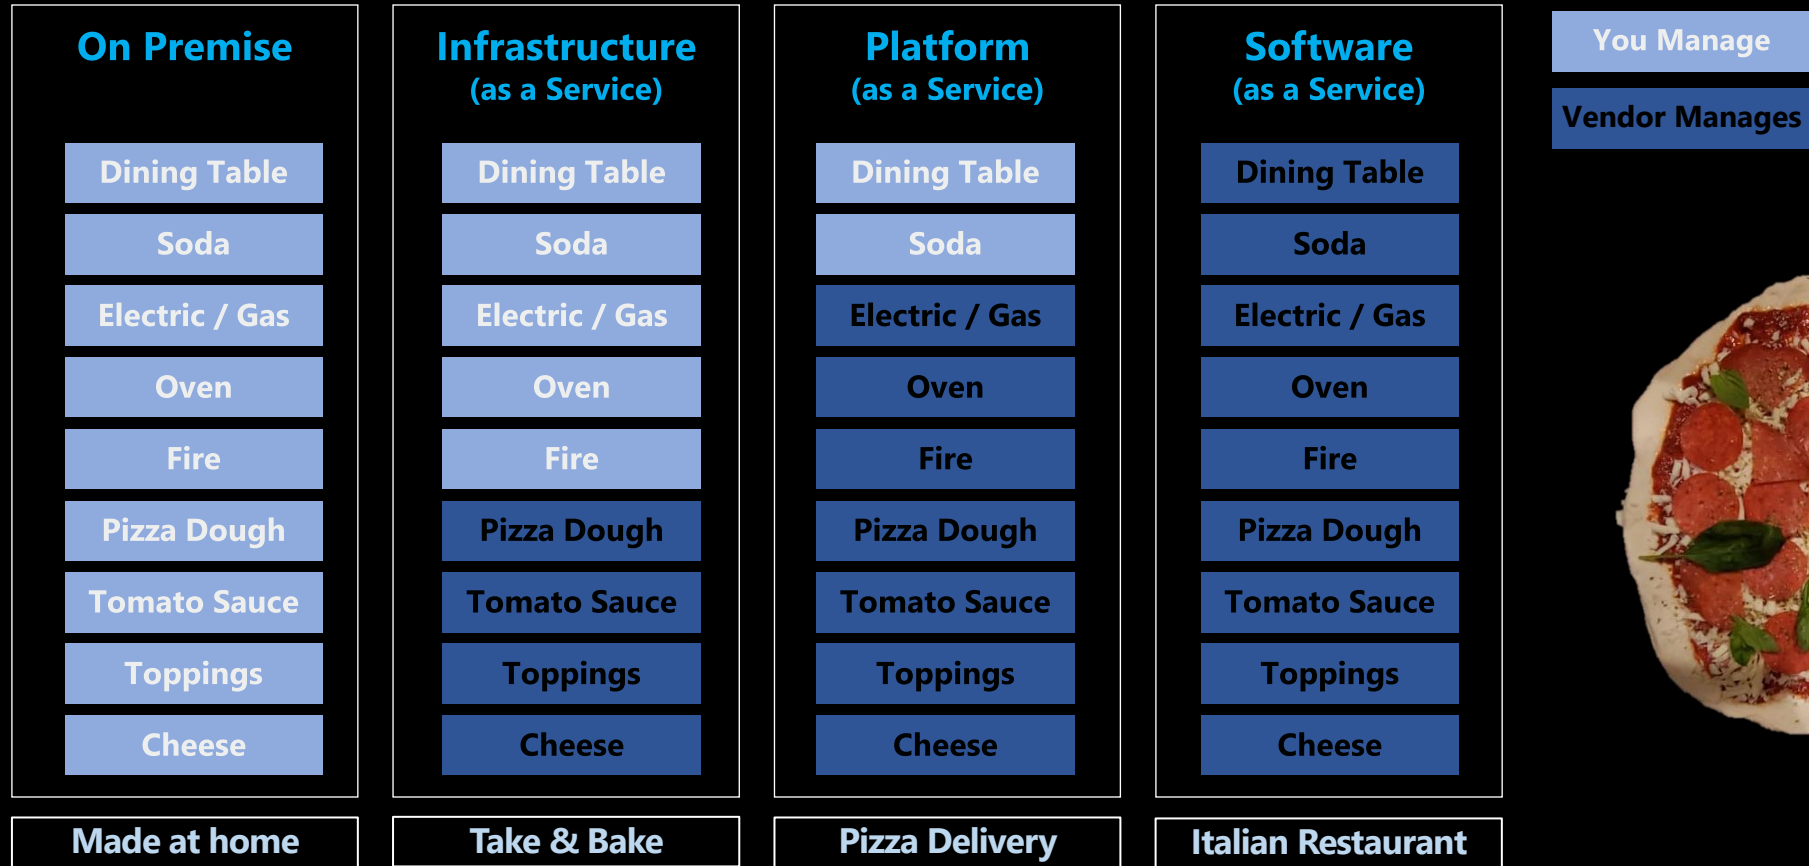 On Premise
Dining Table
Soda
Electric / Gas
Oven
Fire
Pizza Dough
Tomato Sauce
Toppings
Cheese
Made at home
Infrastructure
(as a Service)
Dining Table
Soda
Electric / Gas
Oven
Fire
Pizza Dough
Tomato Sauce
Toppings
Cheese
Take & Bake
Platform
(as a Service)
Dining Table
Soda
Electric / Gas
Oven
Fire
Pizza Dough
Tomato Sauce
Toppings
Cheese
Pizza Delivery
Software
(as a Service)
Dining Table
Soda
Electric / Gas
Oven
Fire
Pizza Dough
Tomato Sauce
Toppings
Cheese
Italian Restaurant
You Manage
Vendor Manages